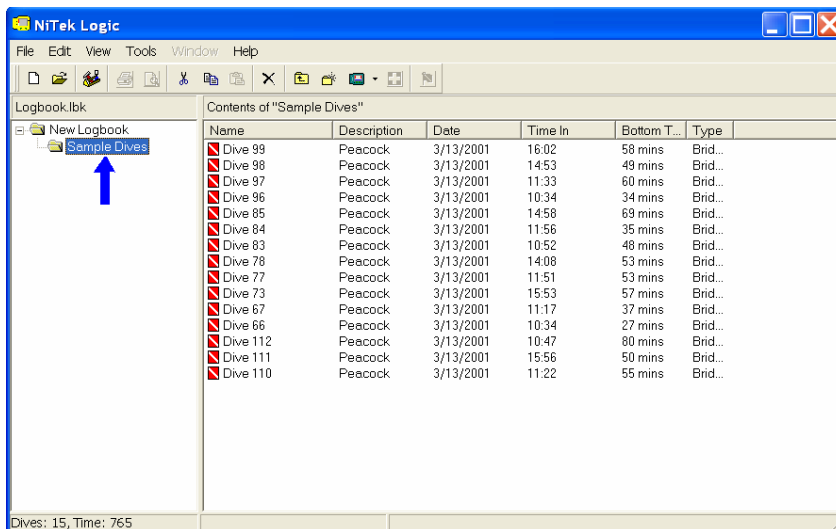 NiTek Logic
File Edit View Tools Window Help
Logbook.lbk
Contents of "Sample Dives"
New Logbook
Sample Dives
Name Description Date Time In Bottom T... Type
Dive 99 Peacock 3/13/2001 16:02 58 mins Brid...
Dive 98 Peacock 3/13/2001 14:53 49 mins Brid...
Dive 97 Peacock 3/13/2001 11:33 60 mins Brid...
Dive 96 Peacock 3/13/2001 10:34 34 mins Brid...
Dive 85 Peacock 3/13/2001 14:58 69 mins Brid...
Dive 84 Peacock 3/13/2001 11:56 35 mins Brid...
Dive 83 Peacock 3/13/2001 10:52 48 mins Brid...
Dive 78 Peacock 3/13/2001 14:08 53 mins Brid...
Dive 77 Peacock 3/13/2001 11:51 53 mins Brid...
Dive 73 Peacock 3/13/2001 15:53 57 mins Brid...
Dive 67 Peacock 3/13/2001 11:17 37 mins Brid...
Dive 66 Peacock 3/13/2001 10:34 27 mins Brid...
Dive 112 Peacock 3/13/2001 10:47 80 mins Brid...
Dive 111 Peacock 3/13/2001 15:56 50 mins Brid...
Dive 110 Peacock 3/13/2001 11:22 55 mins Brid...
Dives: 15, Time: 765